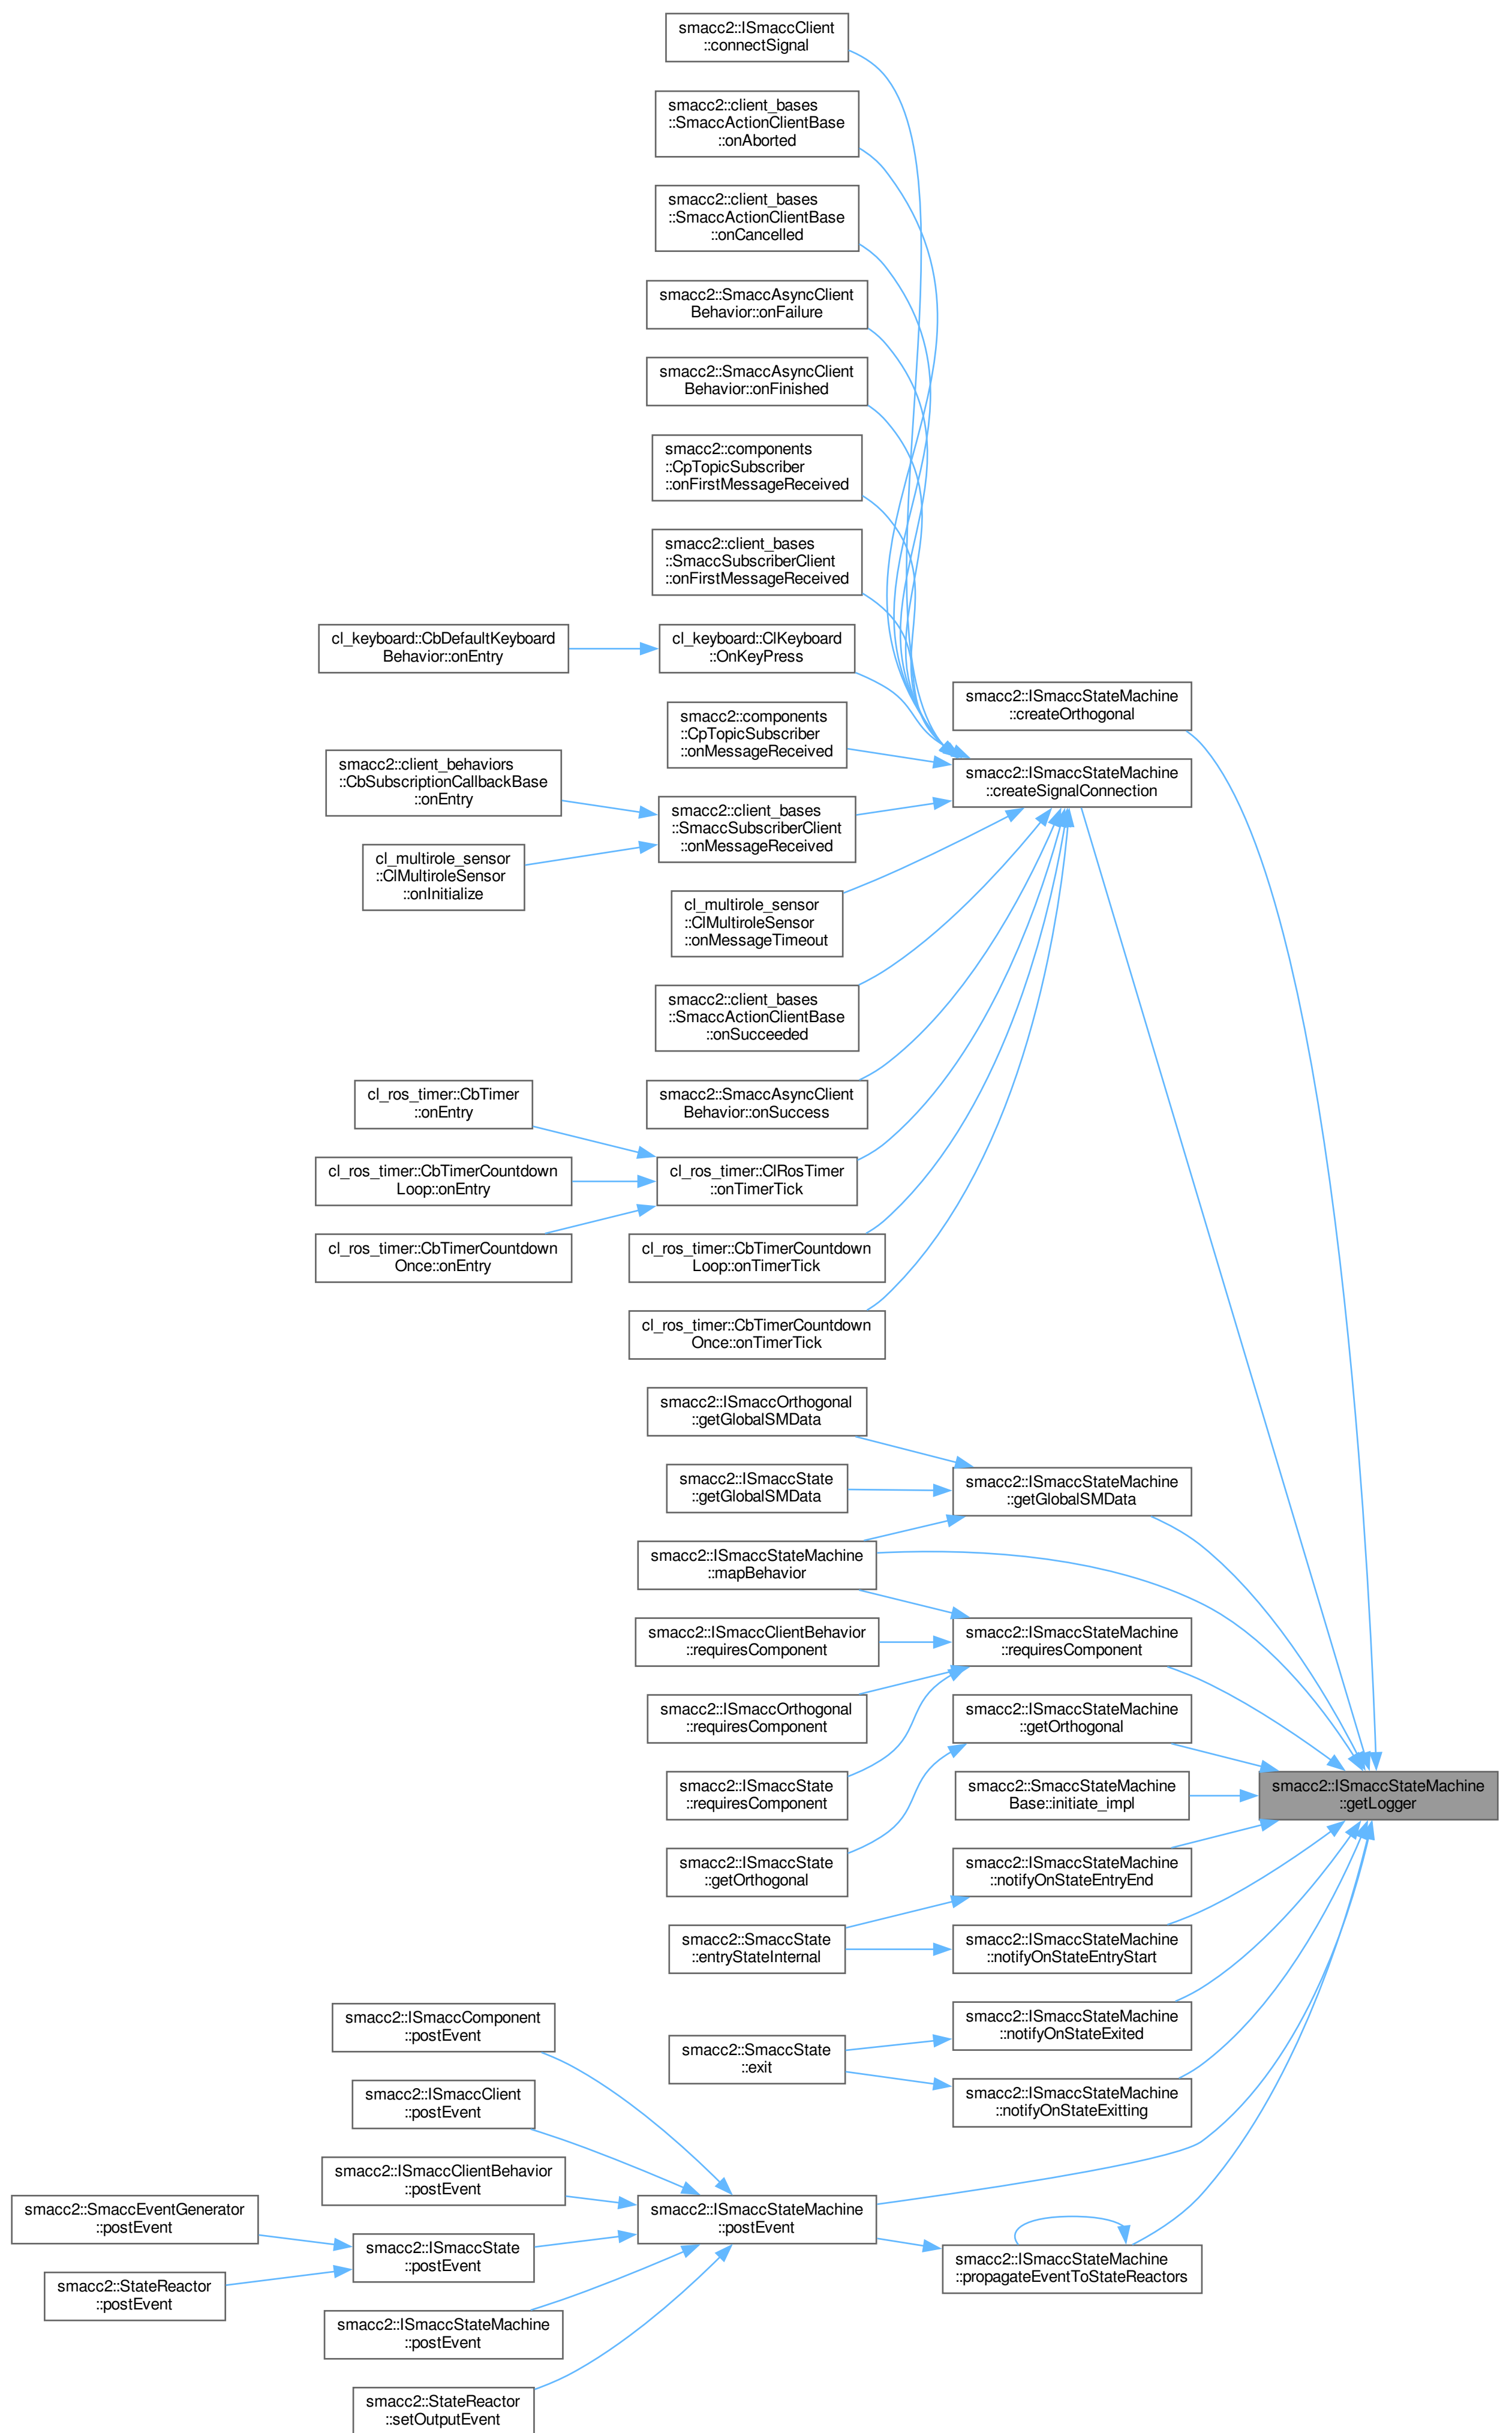 smacc2::ISmaccClient
::connectSignal
smacc2::client_bases
::SmaccActionClientBase
::onAborted
smacc2::client_bases
::SmaccActionClientBase
::onCancelled
smacc2::SmaccAsyncClient
Behavior::onFailure
smacc2::SmaccAsyncClient
Behavior::onFinished
smacc2::components
::CpTopicSubscriber
::onFirstMessageReceived
smacc2::client_bases
::SmaccSubscriberClient
::onFirstMessageReceived
cl_keyboard::CbDefaultKeyboard
Behavior::onEntry
cl_keyboard::ClKeyboard
::OnKeyPress
smacc2::ISmaccStateMachine
::createOrthogonal
smacc2::components
::CpTopicSubscriber
::onMessageReceived
smacc2::ISmaccStateMachine
::createSignalConnection
smacc2::client_behaviors
::CbSubscriptionCallbackBase
::onEntry
smacc2::client_bases
::SmaccSubscriberClient
::onMessageReceived
cl_multirole_sensor
::ClMultiroleSensor
::onInitialize
cl_multirole_sensor
::ClMultiroleSensor
::onMessageTimeout
smacc2::client_bases
::SmaccActionClientBase
::onSucceeded
cl_ros_timer::CbTimer
::onEntry
smacc2::SmaccAsyncClient
Behavior::onSuccess
cl_ros_timer::CbTimerCountdown
Loop::onEntry
cl_ros_timer::ClRosTimer
::onTimerTick
cl_ros_timer::CbTimerCountdown
Once::onEntry
cl_ros_timer::CbTimerCountdown
Loop::onTimerTick
cl_ros_timer::CbTimerCountdown
Once::onTimerTick
smacc2::ISmaccOrthogonal
::getGlobalSMData
smacc2::ISmaccState
::getGlobalSMData
smacc2::ISmaccStateMachine
::getGlobalSMData
smacc2::ISmaccStateMachine
::mapBehavior
smacc2::ISmaccClientBehavior
::requiresComponent
smacc2::ISmaccStateMachine
::requiresComponent
smacc2::ISmaccOrthogonal
::requiresComponent
smacc2::ISmaccStateMachine
::getOrthogonal
smacc2::ISmaccState
::requiresComponent
smacc2::SmaccStateMachine
Base::initiate_impl
smacc2::ISmaccStateMachine
::getLogger
smacc2::ISmaccState
::getOrthogonal
smacc2::ISmaccStateMachine
::notifyOnStateEntryEnd
smacc2::SmaccState
::entryStateInternal
smacc2::ISmaccStateMachine
::notifyOnStateEntryStart
smacc2::ISmaccComponent
::postEvent
smacc2::SmaccState
::exit
smacc2::ISmaccStateMachine
::notifyOnStateExited
smacc2::ISmaccClient
::postEvent
smacc2::ISmaccStateMachine
::notifyOnStateExitting
smacc2::ISmaccClientBehavior
::postEvent
smacc2::SmaccEventGenerator
::postEvent
smacc2::ISmaccStateMachine
::postEvent
smacc2::ISmaccState
::postEvent
smacc2::ISmaccStateMachine
::propagateEventToStateReactors
smacc2::StateReactor
::postEvent
smacc2::ISmaccStateMachine
::postEvent
smacc2::StateReactor
::setOutputEvent